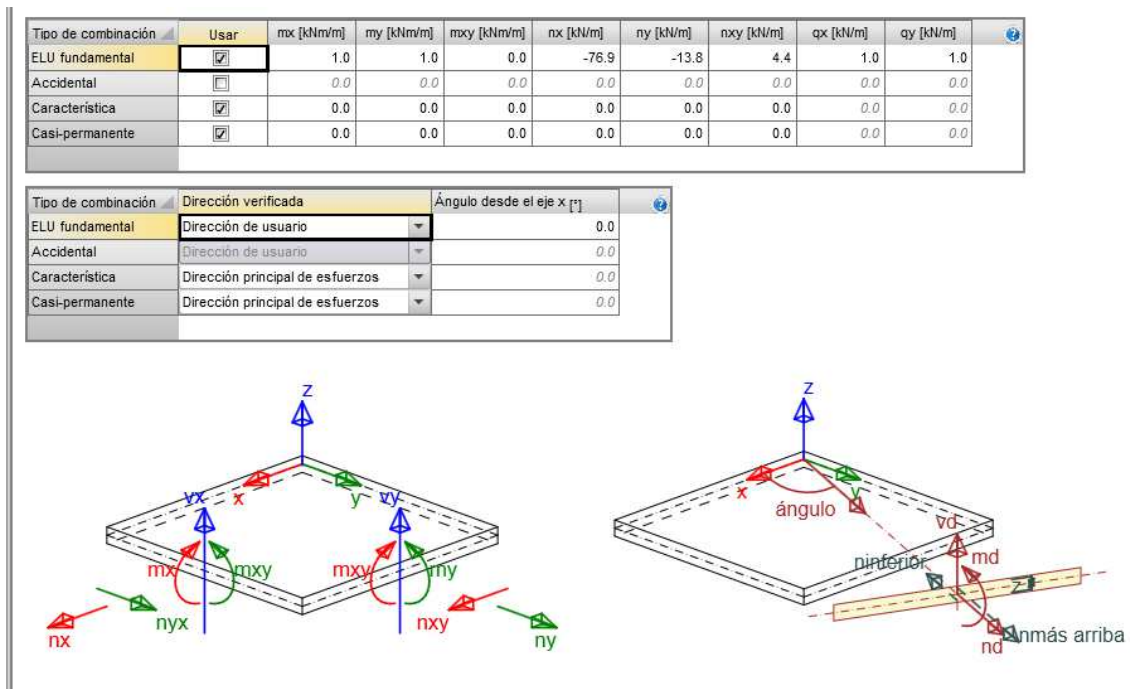 Tipo de combinación Usar mx [kNm/m] my [kNm/m] mxy [kNm/m] nx [kN/m] ny [kN/m] nxy [kN/m] qx [kN/m] qy [kN/m]
ELU fundamental 1.0 1.0 0.0 -76.9 -13.8 4.4 1.0 1.0
Accidental 0.0 0.0 0.0 0.0 0.0 0.0 0.0 0.0
Característica 0.0 0.0 0.0 0.0 0.0 0.0 0.0 0.0
Casi-permanente 0.0 0.0 0.0 0.0 0.0 0.0 0.0 0.0
Tipo de combinación Dirección verificada Ángulo desde el eje x [°]
ELU fundamental Dirección de usuario 0.0
Accidental Dirección de usuario 0.0
Característica Dirección principal de esfuerzos 0.0
Casi-permanente Dirección principal de esfuerzos 0.0
z
x
y
vx
vy
mx
mxy
mxy
my
nx
nyx
nxy
ny
z
x
y
ángulo
vd
ninferior
md
z
nd
nmás arriba